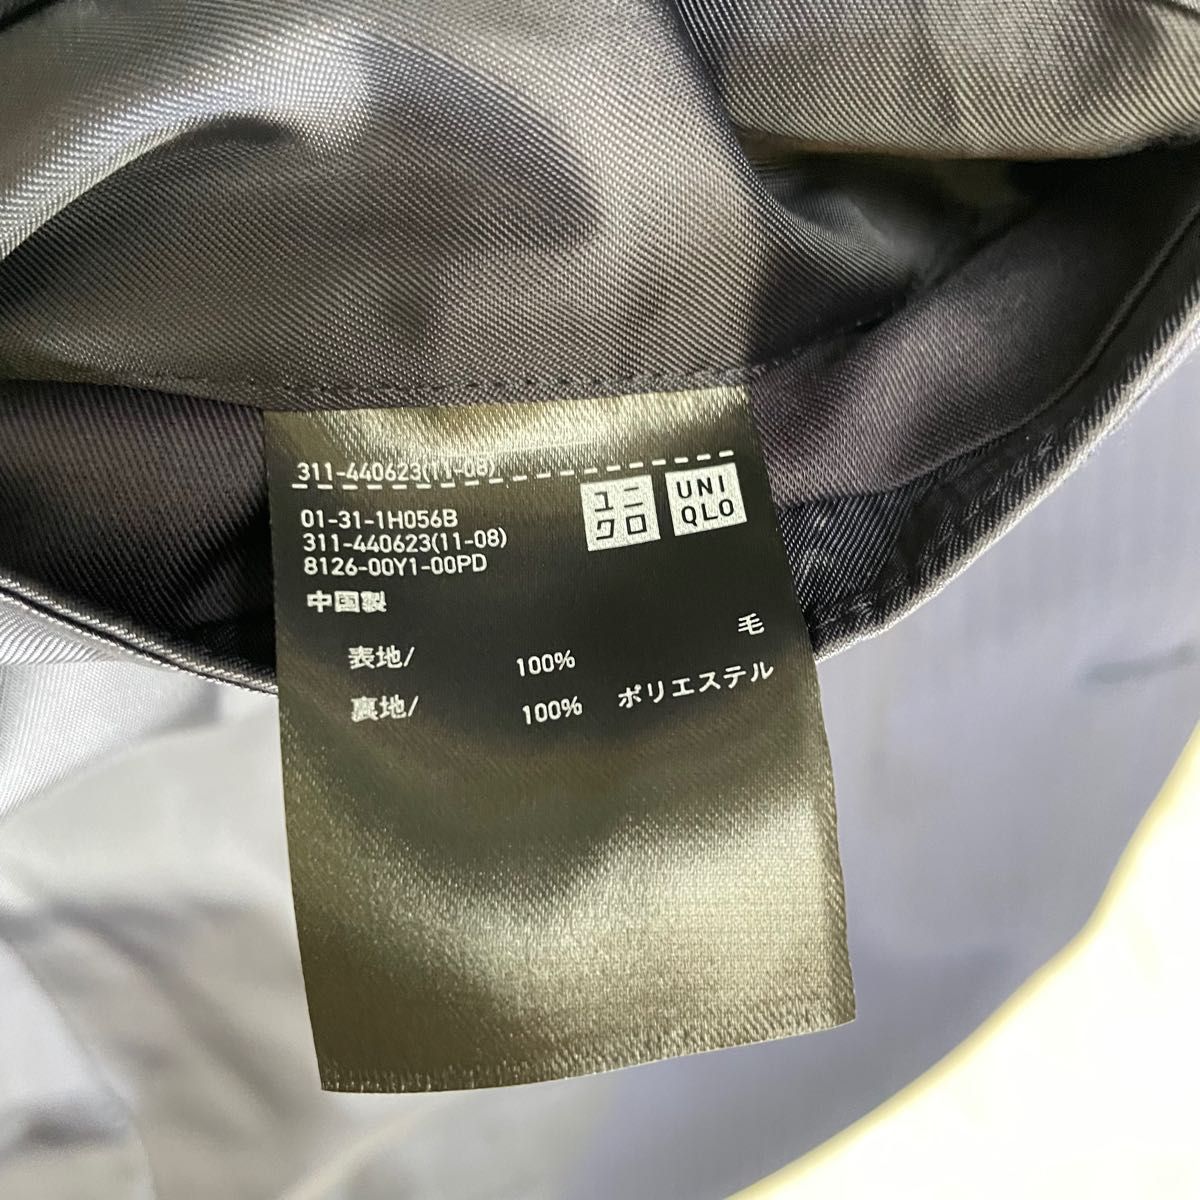 311-440623(11-08)
ユニ
クロ
UNI
QLO
01-31-1H056B
311-440623(11-08)
8126-00Y1-00PD
中国製
表地/ 100% 毛
裏地/ 100% ポリエステル